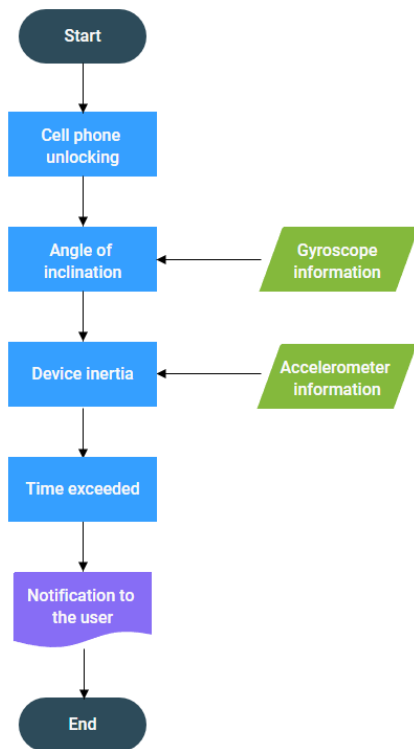 Start
Cell phone
unlocking
Angle of
inclination
Gyroscope
information
Device inertia
Accelerometer
information
Time exceeded
Notification to
the user
End